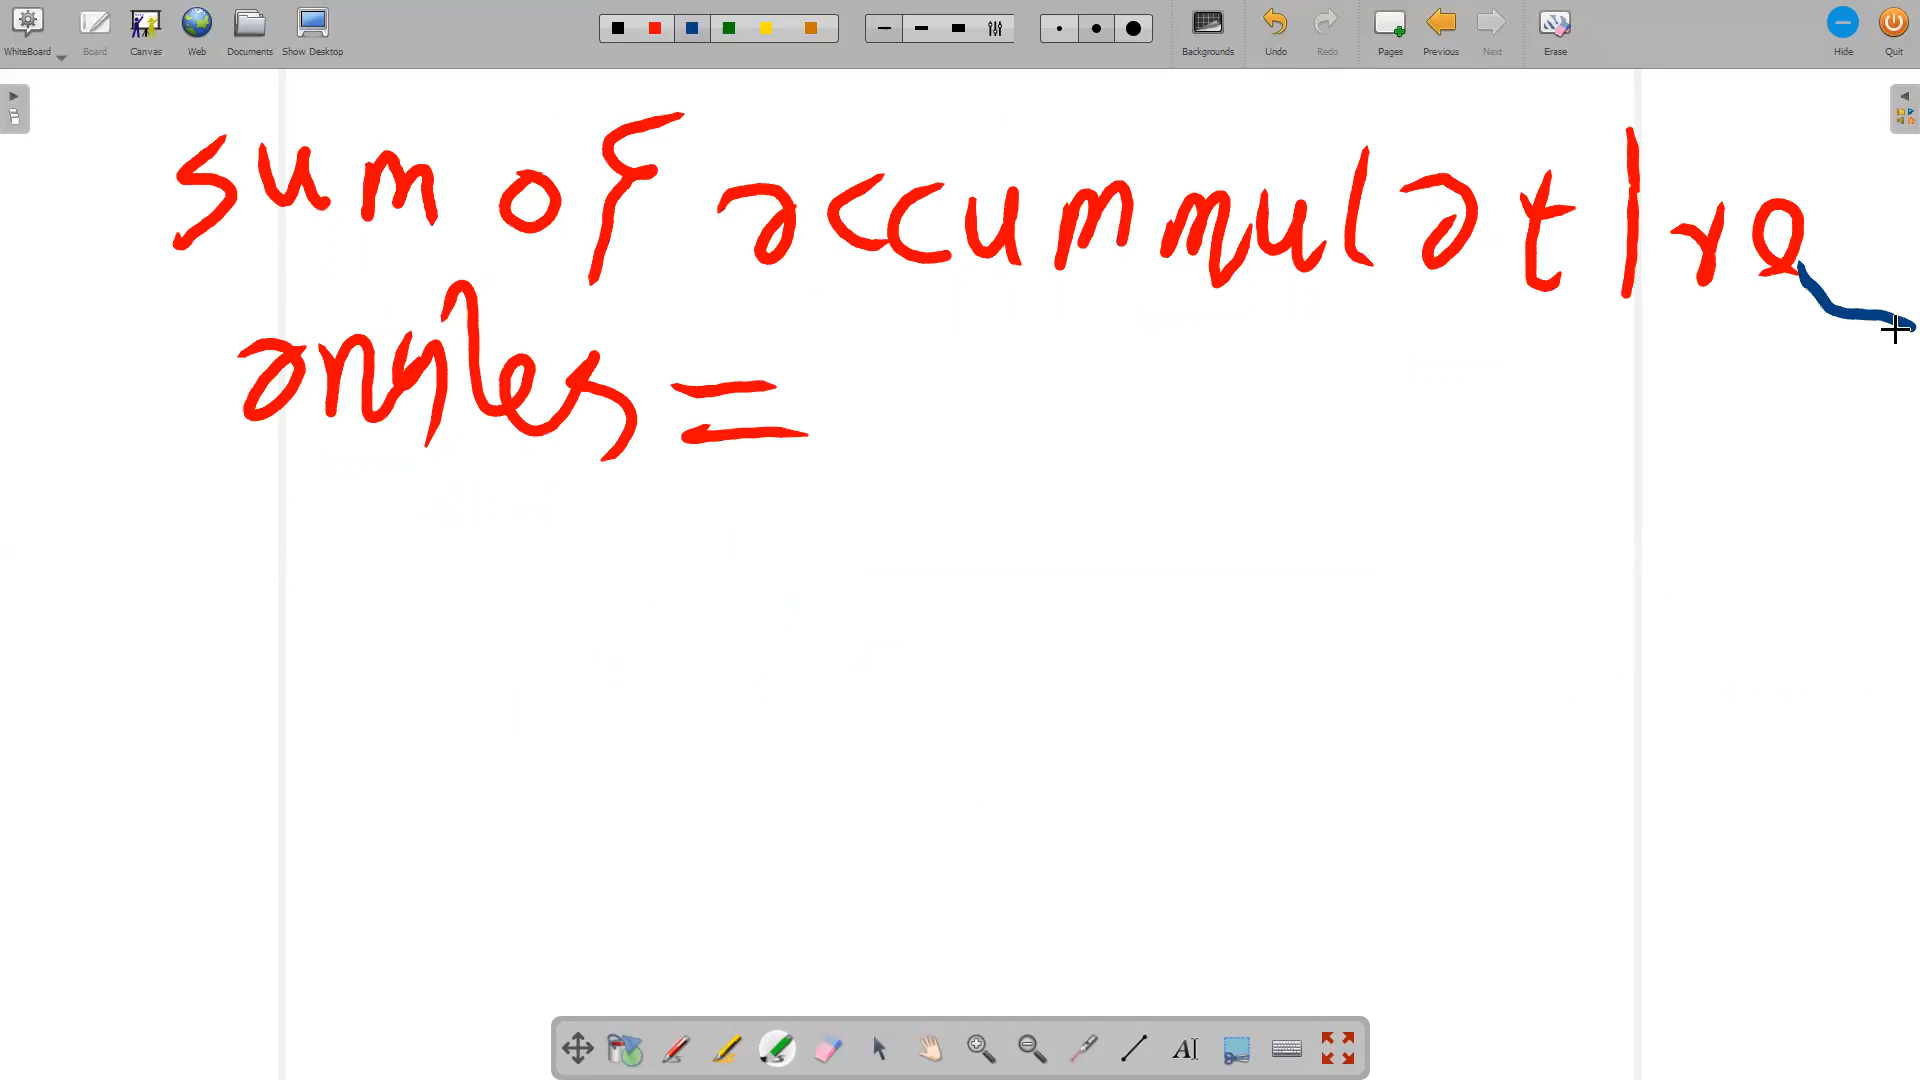 WhiteBoard Board Canvas Web Documents Show Desktop Backgrounds Undo Redo Pages Previous Next Erase Hide Quit
sum of accummulative
angles =
AI